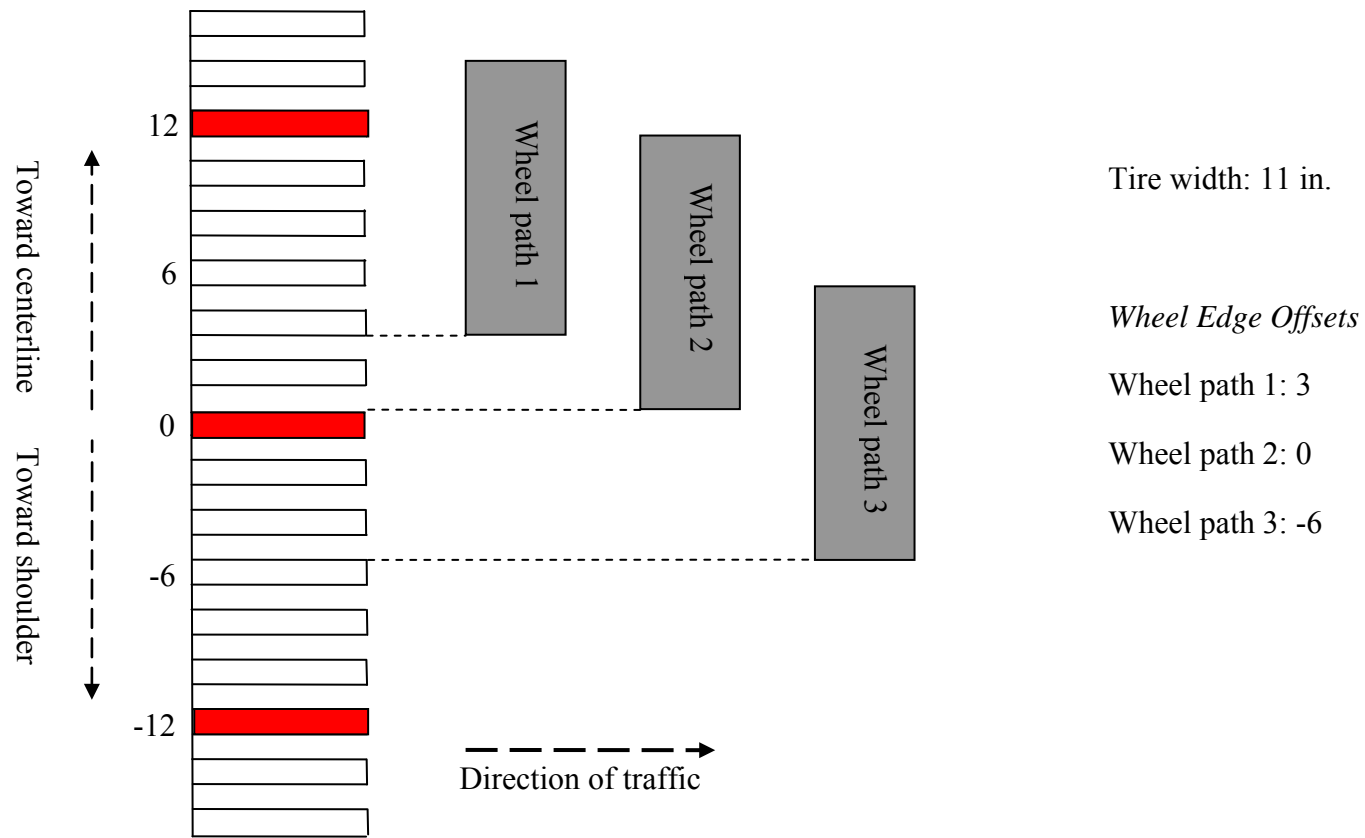 12
6
0
-6
-12
Toward centerline
Toward shoulder
Wheel path 1
Wheel path 2
Wheel path 3
Direction of traffic
Tire width: 11 in.
Wheel Edge Offsets
Wheel path 1: 3
Wheel path 2: 0
Wheel path 3: -6